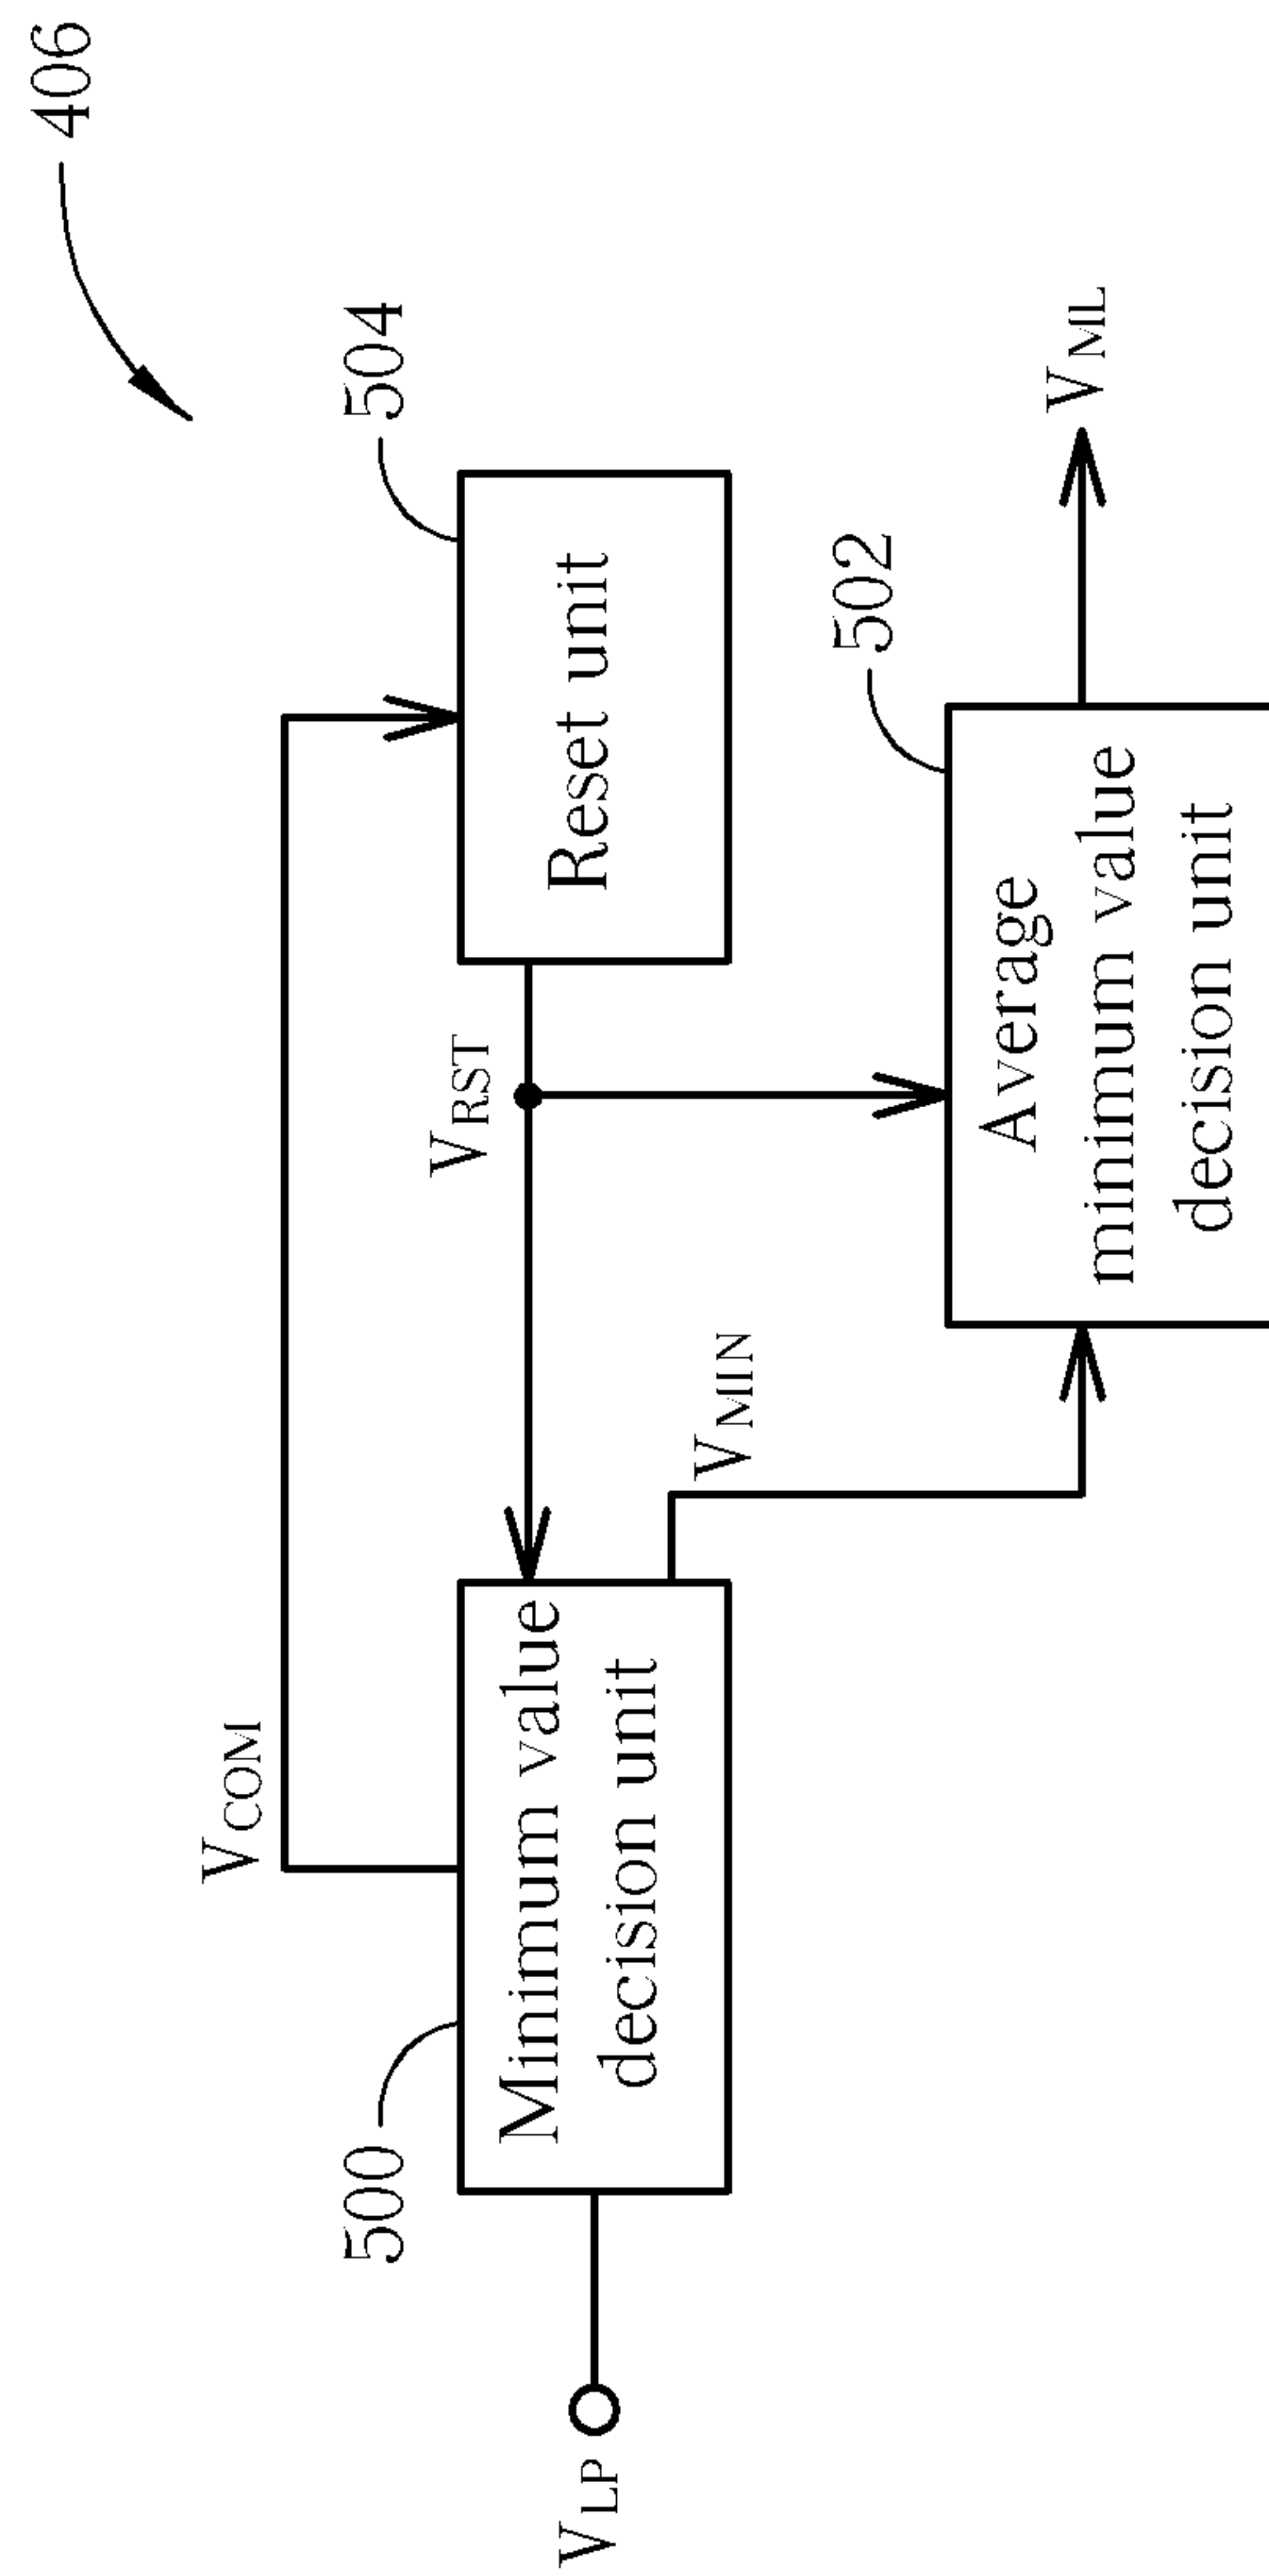 406
V_COM
500
504
Minimum value
decision unit
Reset unit
V_RST
V_LP
V_MIN
502
Average
minimum value
decision unit
V_ML